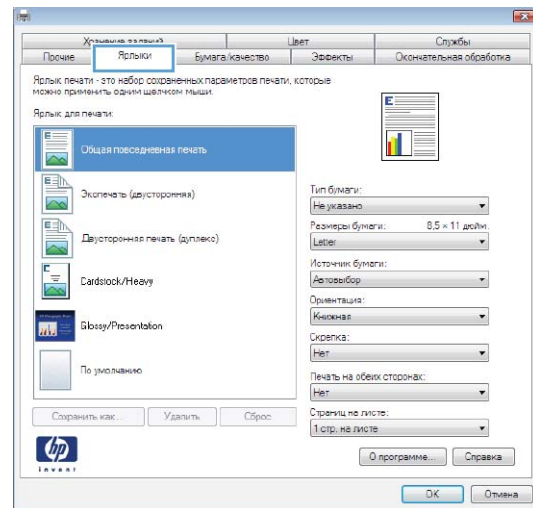 Хранение заданий
Цвет
Службы
Прочие
Ярлыки
Бумага/качество
Эффекты
Окончательная обработка
Ярлык печати - это набор сохраненных параметров печати, которые
можно применить одним щелчком мыши.
Ярлык для печати:
Общая повседневная печать
Экопечать (двусторонняя)
Двусторонняя печать (дуплекс)
Cardstock/Heavy
Glossy/Presentation
По умолчанию
Сохранить как...
Удалить
Сброс
Тип бумаги:
Не указано
Размеры бумаги: 8,5 × 11 дюйм.
Letter
Источник бумаги:
Автовыбор
Ориентация:
Книжная
Скрепка:
Нет
Печать на обеих сторонах:
Нет
Страниц на листе:
1 стр. на листе
hp
invent
О программе...
Справка
OK
Отмена